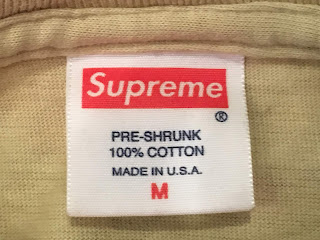 Supreme
®
PRE-SHRUNK
100% COTTON
MADE IN U.S.A.
M